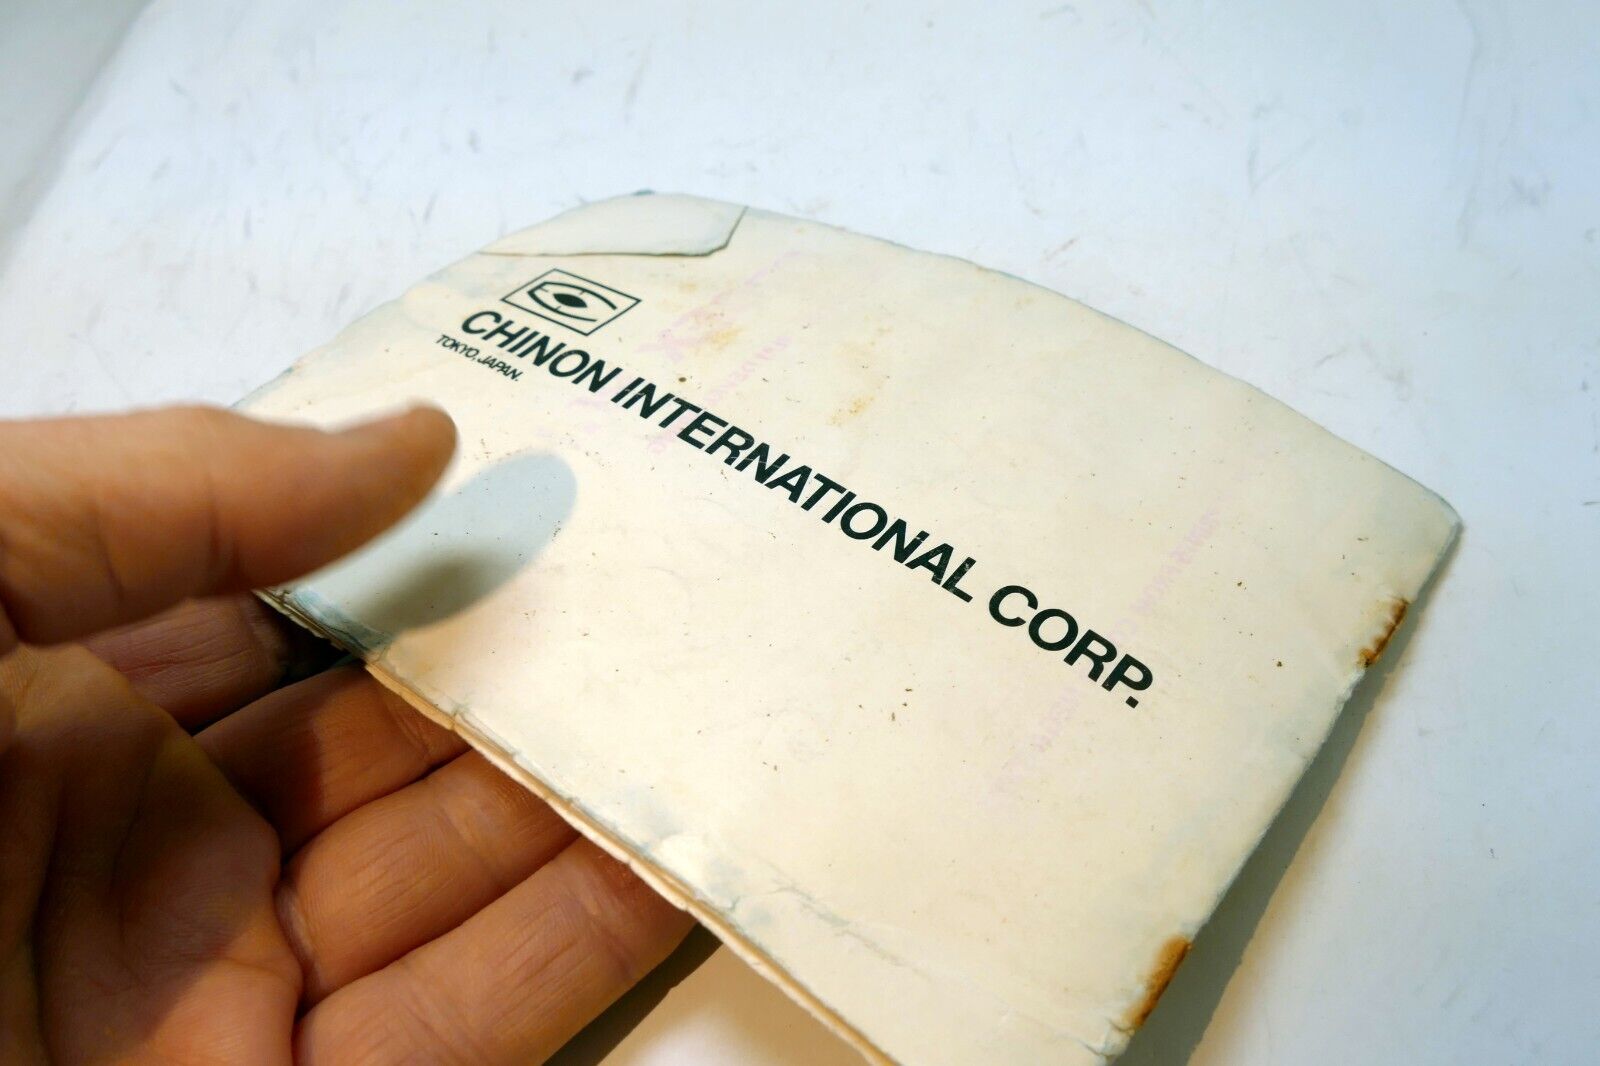 CHINON INTERNATIONAL CORP.
TOKYO, JAPAN.